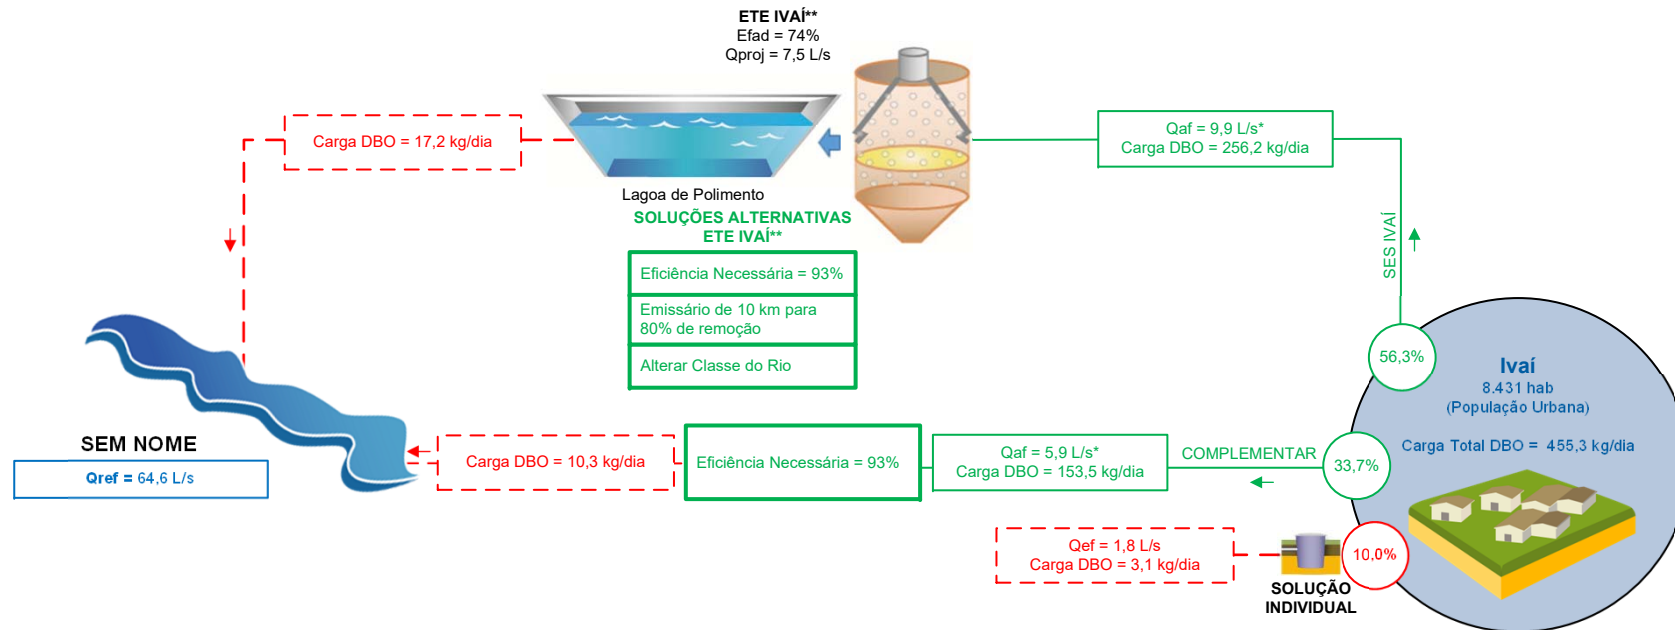 ETE IVAÍ**
Efad = 74%
Qproj = 7,5 L/s
Carga DBO = 17,2 kg/dia
Qaf = 9,9 L/s*
Carga DBO = 256,2 kg/dia
Lagoa de Polimento
SOLUÇÕES ALTERNATIVAS
ETE IVAÍ**
Eficiência Necessária = 93%
Emissário de 10 km para
80% de remoção
Alterar Classe do Rio
SES IVAÍ
56,3%
Ivaí
8.431 hab
(População Urbana)
Carga Total DBO = 455,3 kg/dia
SEM NOME
Qref = 64,6 L/s
Carga DBO = 10,3 kg/dia
Eficiência Necessária = 93%
Qaf = 5,9 L/s*
Carga DBO = 153,5 kg/dia
COMPLEMENTAR
33,7%
Qef = 1,8 L/s
Carga DBO = 3,1 kg/dia
10,0%
SOLUÇÃO
INDIVIDUAL